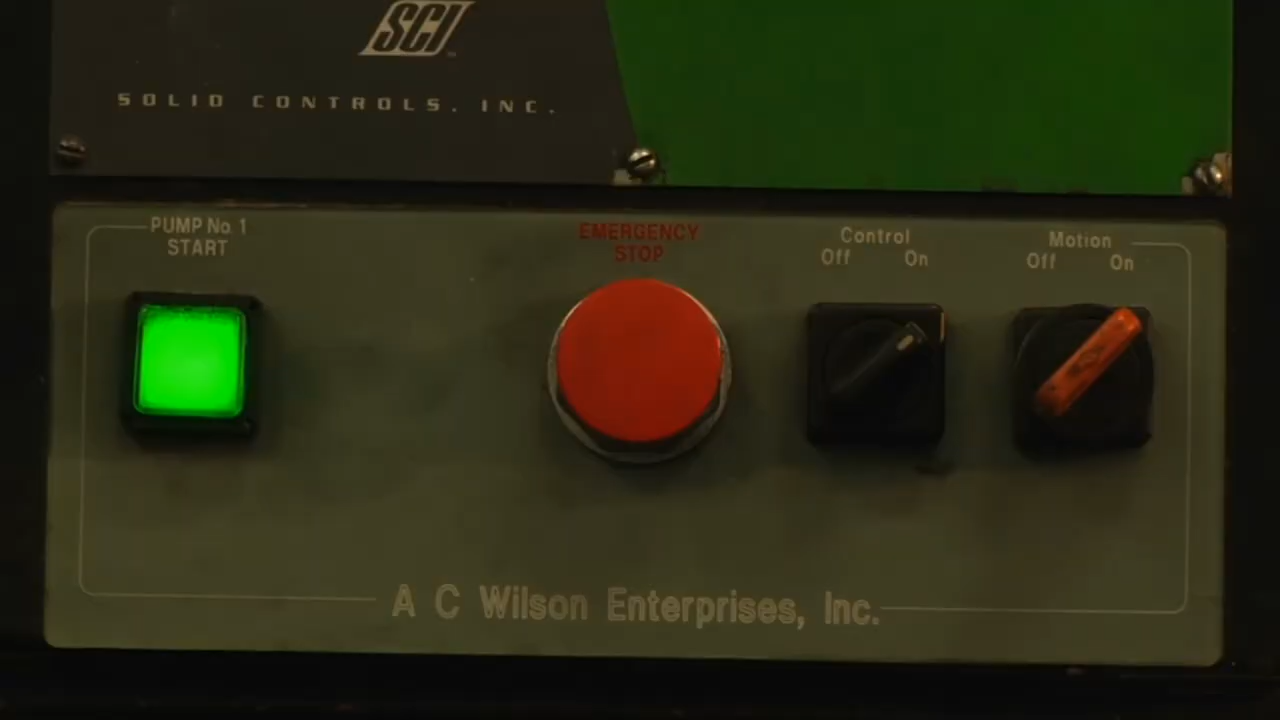 SCI
SOLID CONTROLS, INC.
PUMP No. 1
START
EMERGENCY
STOP
Control
Off On
Motion
Off On
A C Wilson Enterprises, Inc.